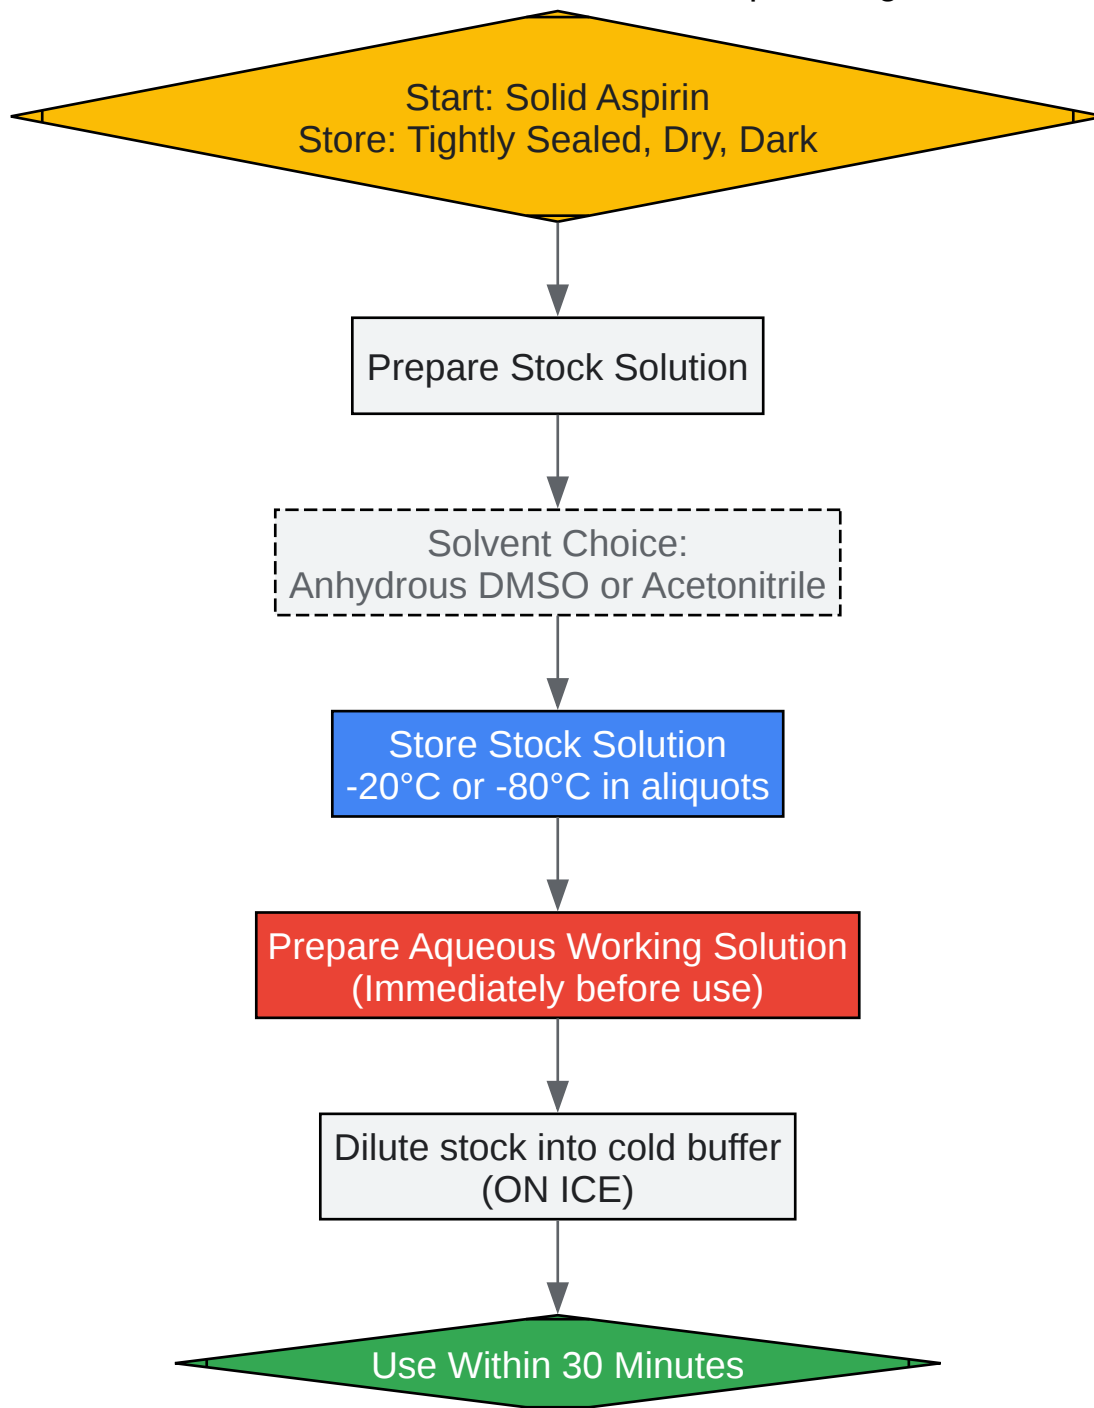 Start: Solid Aspirin
Store: Tightly Sealed, Dry, Dark
Prepare Stock Solution
Solvent Choice:
Anhydrous DMSO or Acetonitrile
Store Stock Solution
-20°C or -80°C in aliquots
Prepare Aqueous Working Solution
(Immediately before use)
Dilute stock into cold buffer
(ON ICE)
Use Within 30 Minutes